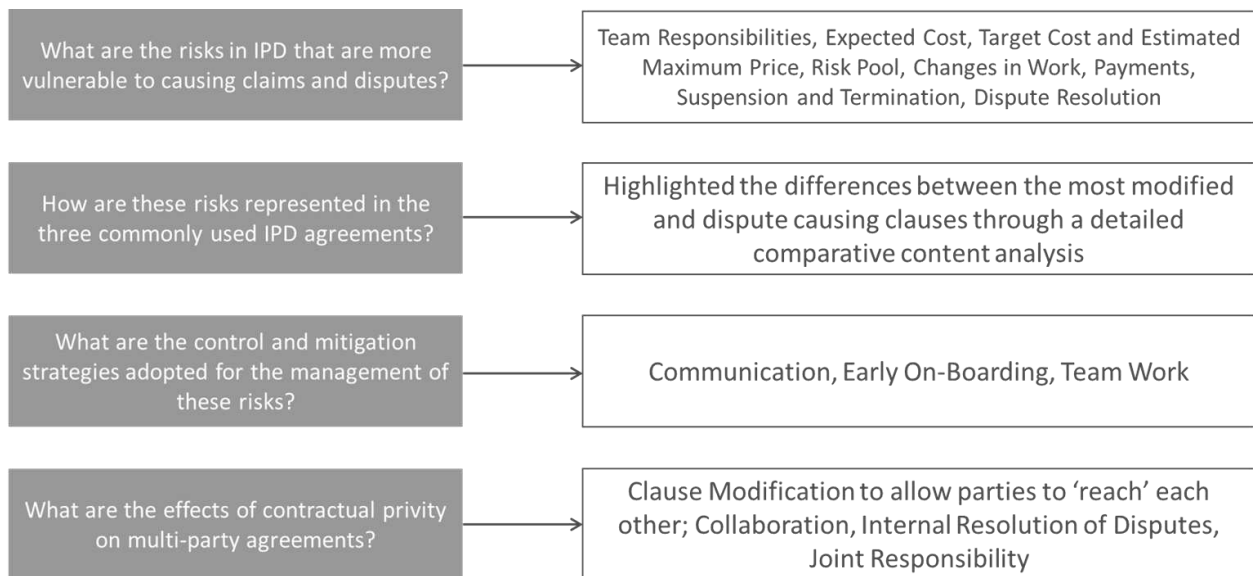 What are the risks in IPD that are more
vulnerable to causing claims and disputes?
Team Responsibilities, Expected Cost, Target Cost and Estimated
Maximum Price, Risk Pool, Changes in Work, Payments,
Suspension and Termination, Dispute Resolution
How are these risks represented in the
three commonly used IPD agreements?
Highlighted the differences between the most modified
and dispute causing clauses through a detailed
comparative content analysis
What are the control and mitigation
strategies adopted for the management of
these risks?
Communication, Early On-Boarding, Team Work
What are the effects of contractual privity
on multi-party agreements?
Clause Modification to allow parties to ‘reach’ each
other; Collaboration, Internal Resolution of Disputes,
Joint Responsibility